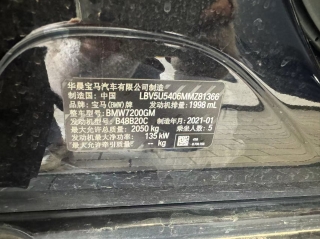 华晨宝马汽车有限公司制造
制造国：中国 LBV5U5406MMZ81366
品牌：宝马(BMW)牌 发动机排量：1998 mL
整车型号：BMW7200GM
发动机型号：B48B20C 制造年月：2021-01
最大允许总质量：2050 kg 乘坐人数：5
最大净功率：135 kW
-- kg